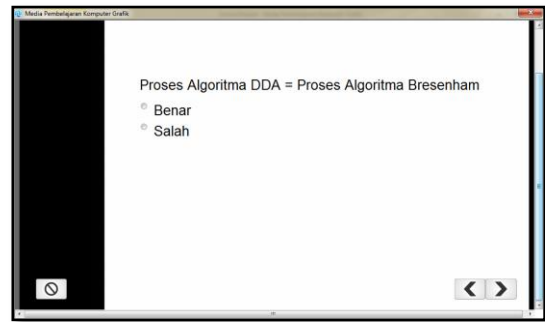 Media Pembelajaran Komputer Grafik
Proses Algoritma DDA = Proses Algoritma Bresenham
Benar
Salah